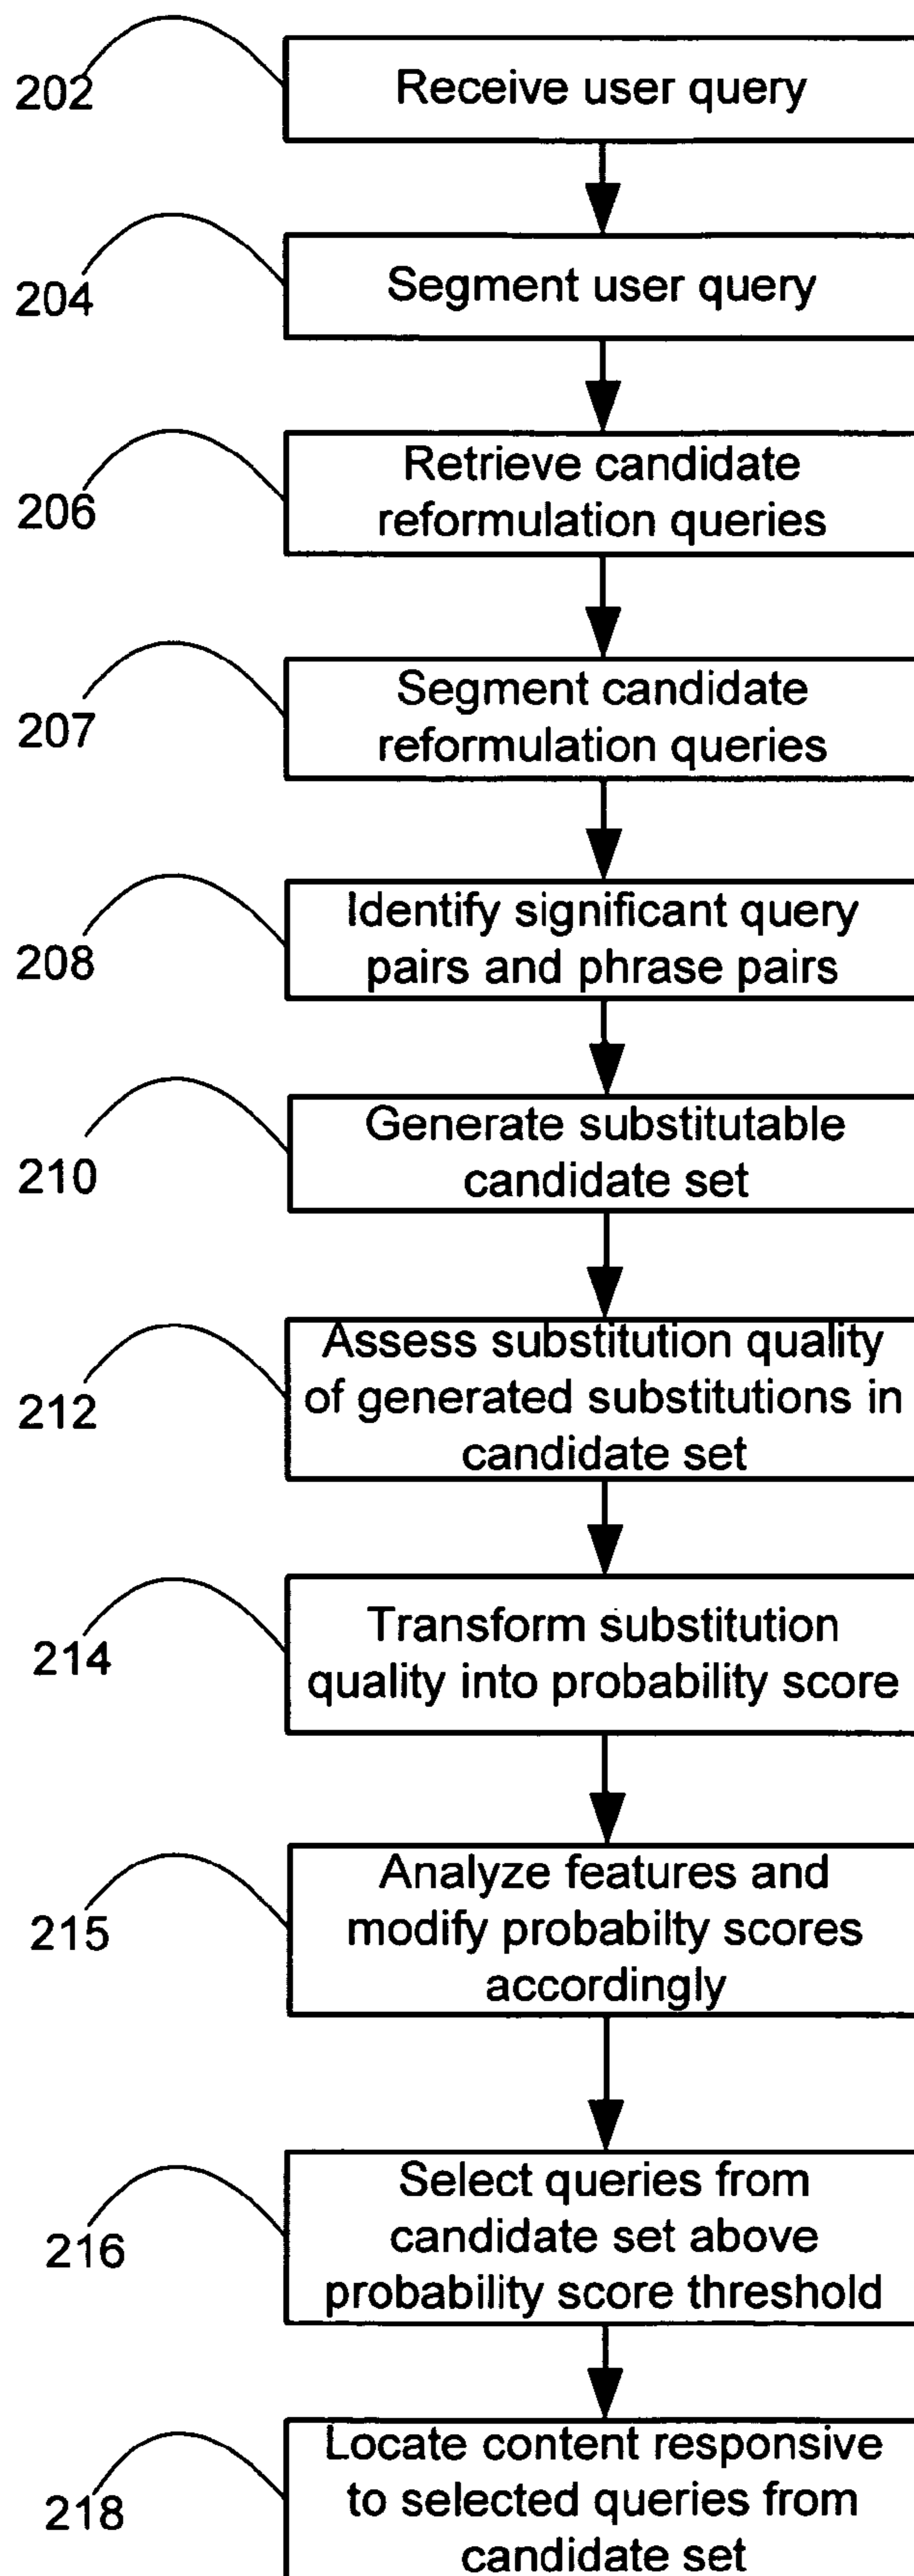 202
Receive user query
204
Segment user query
206
Retrieve candidate
reformulation queries
207
Segment candidate
reformulation queries
208
Identify significant query
pairs and phrase pairs
210
Generate substitutable
candidate set
212
Assess substitution quality
of generated substitutions in
candidate set
214
Transform substitution
quality into probability score
215
Analyze features and
modify probabilty scores
accordingly
216
Select queries from
candidate set above
probability score threshold
218
Locate content responsive
to selected queries from
candidate set